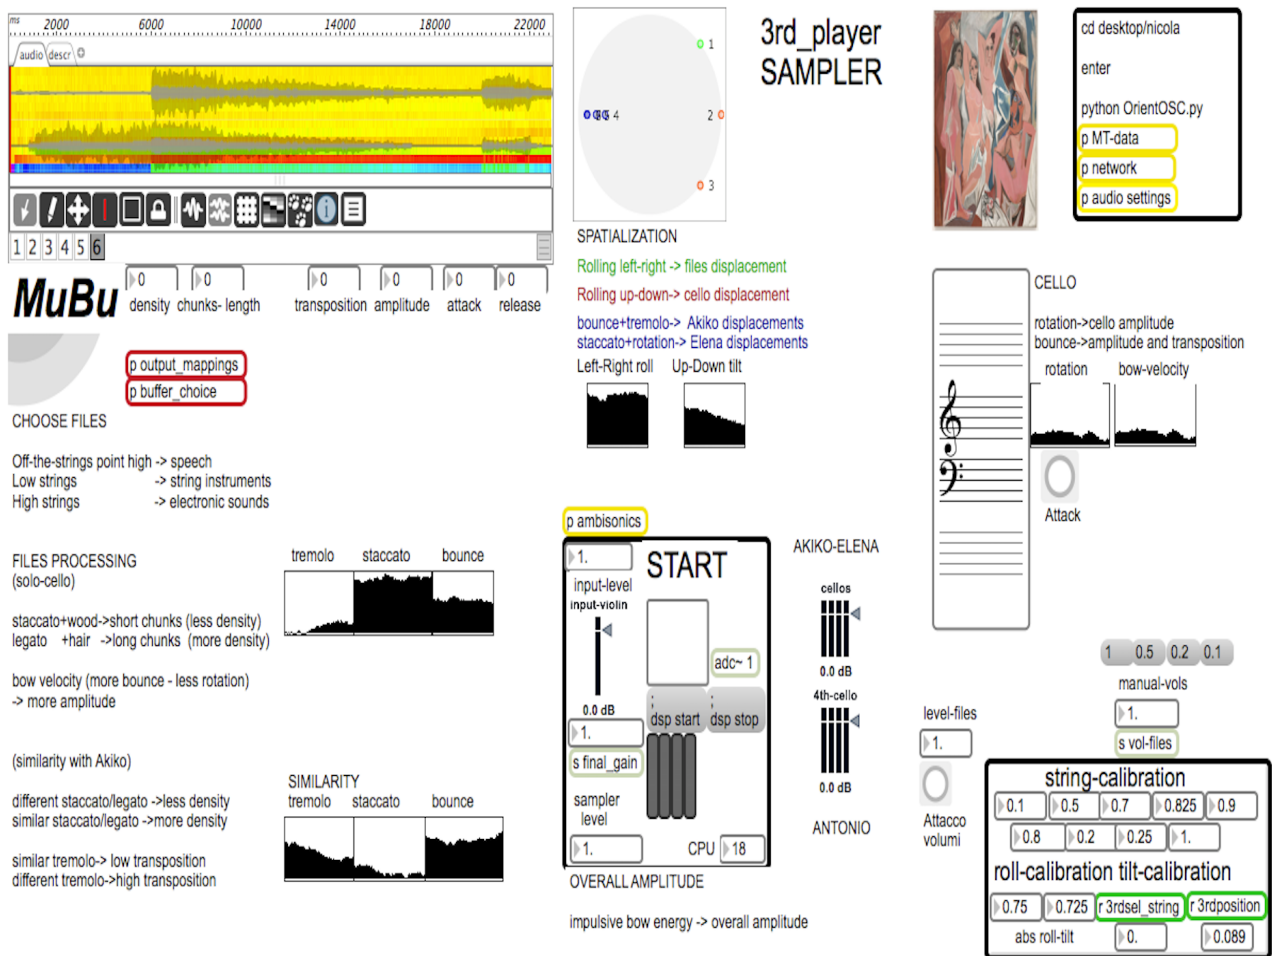 ms 2000 6000 10000 14000 18000 22000
audio descr
1 2 3 4 5 6
MuBu
0 0 0 0 0 0
density chunks- length transposition amplitude attack release
p output_mappings
p buffer_choice
CHOOSE FILES
Off-the-strings point high -> speech
Low strings -> string instruments
High strings -> electronic sounds
FILES PROCESSING
(solo-cello)
tremolo staccato bounce
staccato+wood->short chunks (less density)
legato +hair ->long chunks (more density)
bow velocity (more bounce - less rotation)
-> more amplitude
(similarity with Akiko)
different staccato/legato ->less density
similar staccato/legato ->more density
similar tremolo-> low transposition
different tremolo->high transposition
SIMILARITY
tremolo staccato bounce
1
4
2
3
3rd_player
SAMPLER
SPATIALIZATION
Rolling left-right -> files displacement
Rolling up-down-> cello displacement
bounce+tremolo-> Akiko displacements
staccato+rotation-> Elena displacements
Left-Right roll Up-Down tilt
p ambisonics
1.
START
input-level
input-violin
adc~ 1
0.0 dB
dsp start dsp stop
1.
s final_gain
sampler
level
1.
CPU 18
OVERALL AMPLITUDE
impulsive bow energy -> overall amplitude
AKIKO-ELENA
cellos
0.0 dB
4th-cello
0.0 dB
ANTONIO
cd desktop/nicola
enter
python OrientOSC.py
p MT-data
p network
p audio settings
CELLO
rotation->cello amplitude
bounce->amplitude and transposition
rotation bow-velocity
Attack
1 0.5 0.2 0.1
manual-vols
1.
s vol-files
level-files
1.
Attacco
volumi
string-calibration
0.1 0.5 0.7 0.825 0.9
0.8 0.2 0.25 1.
roll-calibration tilt-calibration
0.75 0.725 r 3rdsel_string r 3rdposition
abs roll-tilt 0. 0.089